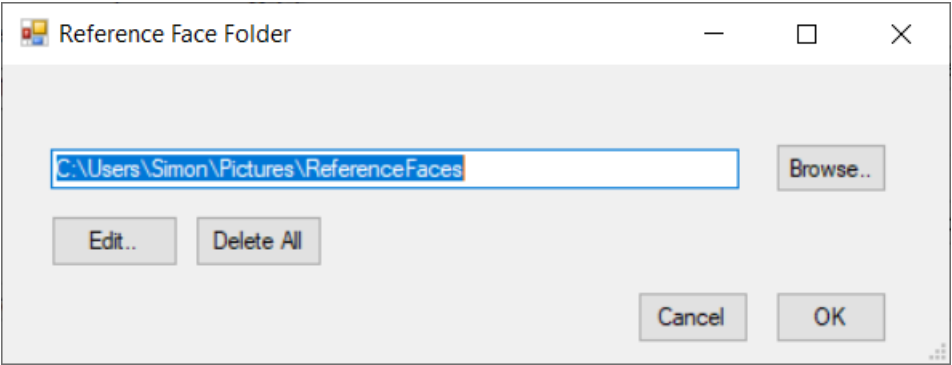 Reference Face Folder
C:\Users\Simon\Pictures\ReferenceFaces
Browse..
Edit..
Delete All
Cancel
OK